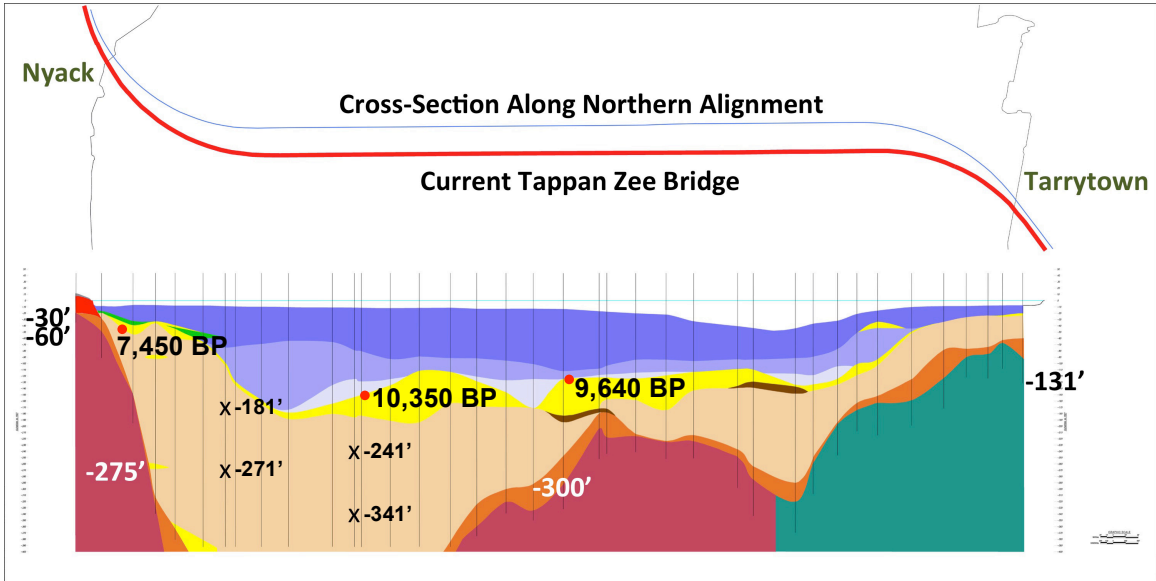 Nyack
Cross-Section Along Northern Alignment
Current Tappan Zee Bridge
Tarrytown
-30’
-60’
7,450 BP
10,350 BP
9,640 BP
-131’
x-181’
x-241’
x-271’
-275’
-300’
x-341’